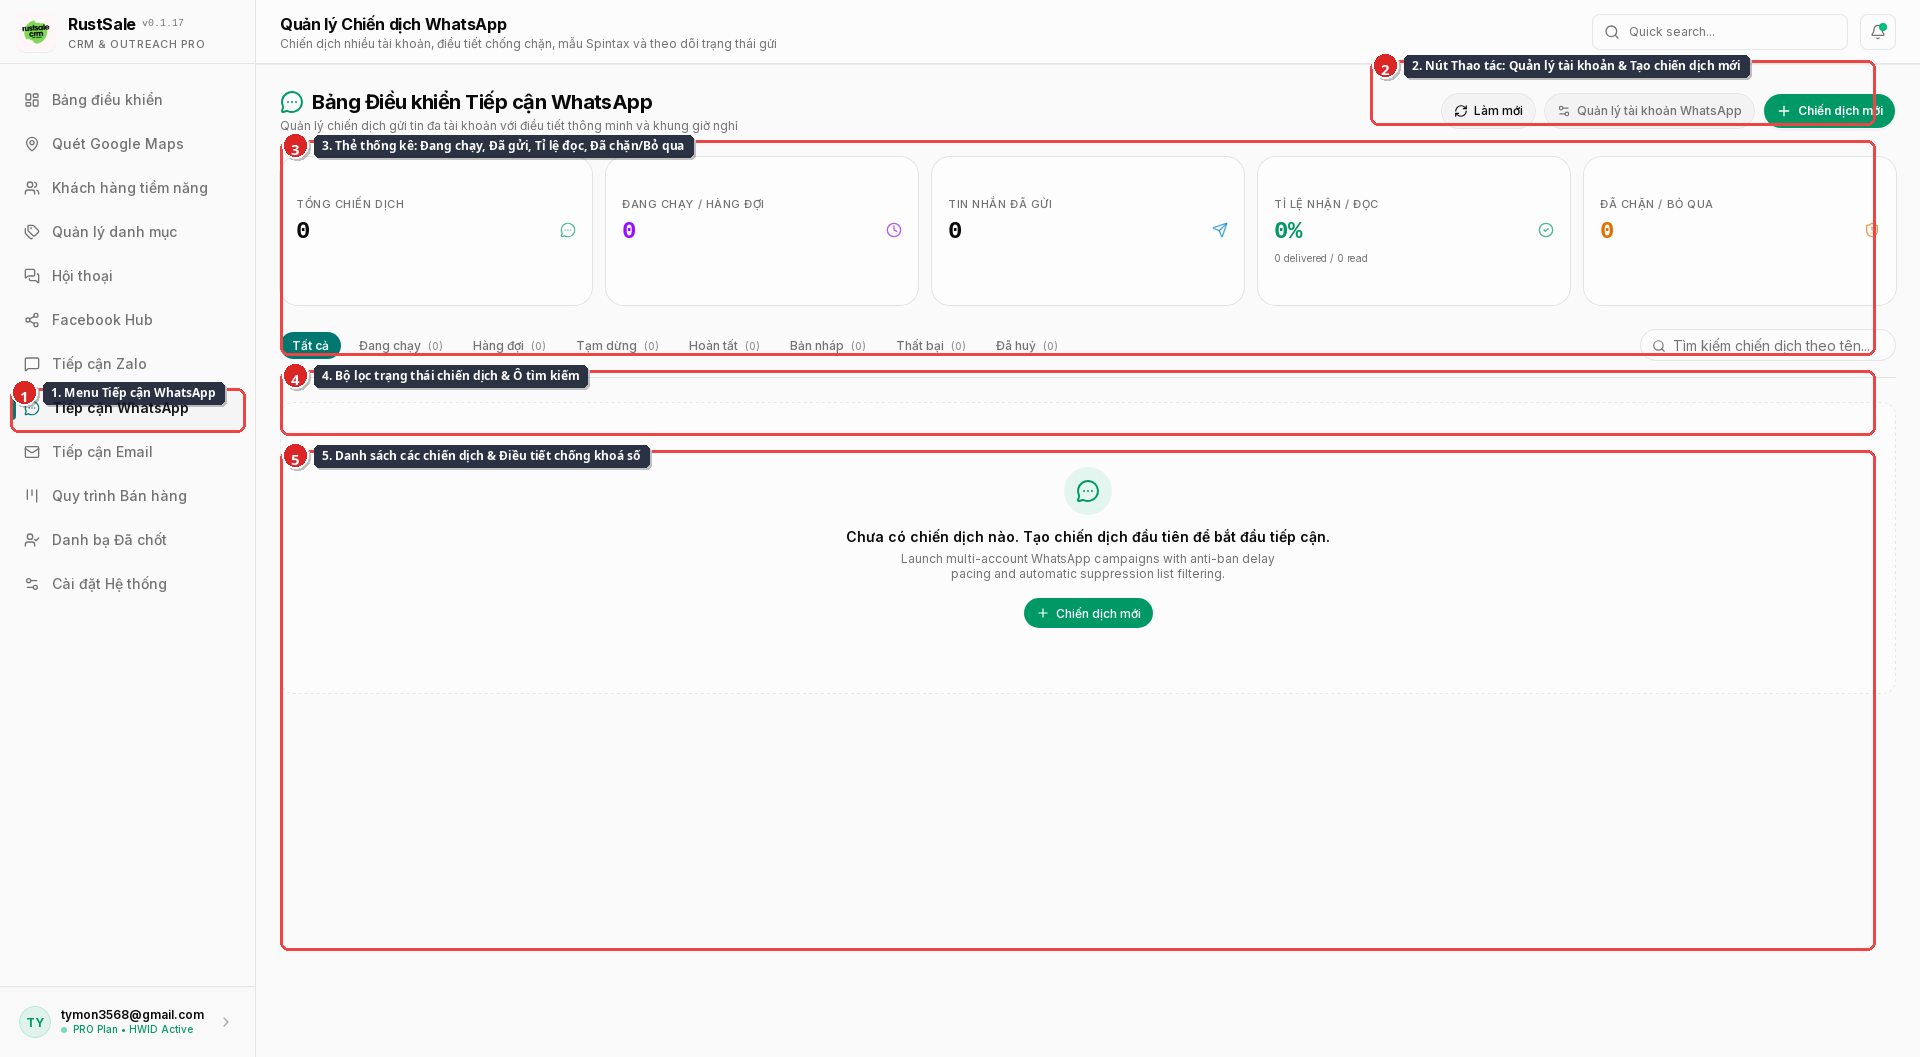 rustsale crm
RustSale v0.1.17
CRM & OUTREACH PRO
Bảng điều khiển
Quét Google Maps
Khách hàng tiềm năng
Quản lý danh mục
Hội thoại
Facebook Hub
Tiếp cận Zalo
1
1. Menu Tiếp cận WhatsApp
Tiếp cận WhatsApp
Tiếp cận Email
Quy trình Bán hàng
Danh bạ Đã chốt
Cài đặt Hệ thống
TY
tymon3568@gmail.com
PRO Plan • HWID Active
Quản lý Chiến dịch WhatsApp
Chiến dịch nhiều tài khoản, điều tiết chống chặn, mẫu Spintax và theo dõi trạng thái gửi
Quick search...
2
2. Nút Thao tác: Quản lý tài khoản & Tạo chiến dịch mới
Bảng Điều khiển Tiếp cận WhatsApp
Quản lý chiến dịch gửi tin đa tài khoản với điều tiết thông minh và khung giờ nghỉ
Làm mới
Quản lý tài khoản WhatsApp
Chiến dịch mới
3
3. Thẻ thống kê: Đang chạy, Đã gửi, Tỉ lệ đọc, Đã chặn/Bỏ qua
TỔNG CHIẾN DỊCH
0
ĐANG CHẠY / HÀNG ĐỢI
0
TIN NHẮN ĐÃ GỬI
0
TỈ LỆ NHẬN / ĐỌC
0%
0 delivered / 0 read
ĐÃ CHẶN / BỎ QUA
0
Tất cả
Đang chạy (0)
Hàng đợi (0)
Tạm dừng (0)
Hoàn tất (0)
Bản nháp (0)
Thất bại (0)
Đã huỷ (0)
Tìm kiếm chiến dịch theo tên...
4
4. Bộ lọc trạng thái chiến dịch & Ô tìm kiếm
5
5. Danh sách các chiến dịch & Điều tiết chống khoá số
Chưa có chiến dịch nào. Tạo chiến dịch đầu tiên để bắt đầu tiếp cận.
Launch multi-account WhatsApp campaigns with anti-ban delay
pacing and automatic suppression list filtering.
Chiến dịch mới